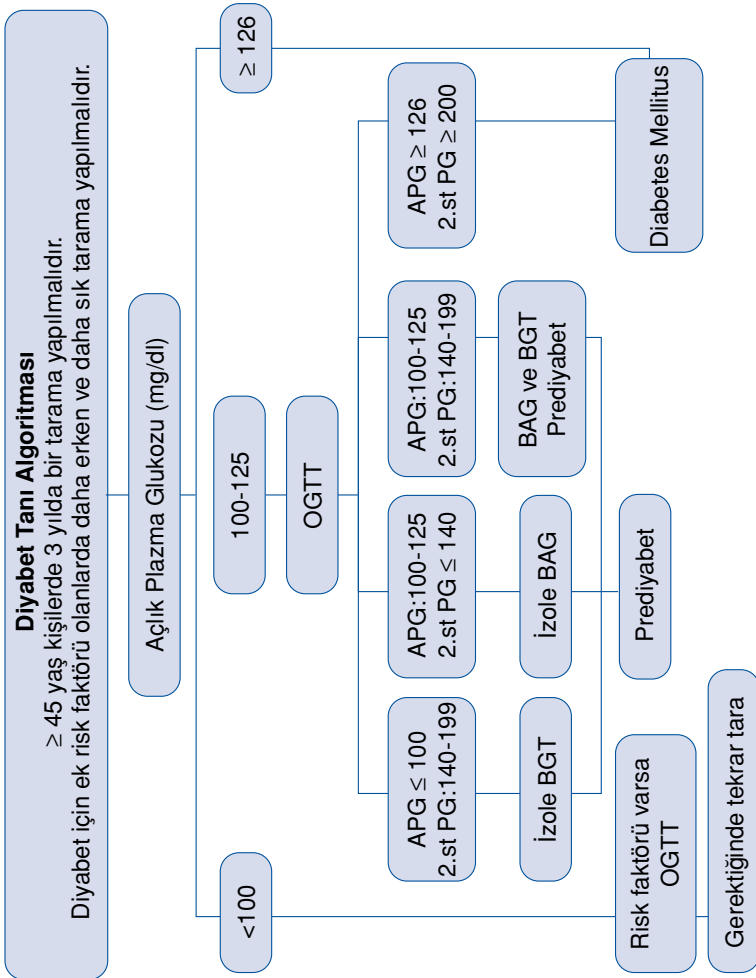 Diyabet Tanı Algoritması
≥ 45 yaş kişilerde 3 yılda bir tarama yapılmalıdır.
Diyabet için ek risk faktörü olanlarda daha erken ve daha sık tarama yapılmalıdır.
Açlık Plazma Glukozu (mg/dl)
<100
100-125
≥ 126
OGTT
APG ≤ 100
2.st PG:140-199
APG:100-125
2.st PG ≤ 140
APG:100-125
2.st PG:140-199
APG ≥ 126
2.st PG ≥ 200
İzole BGT
İzole BAG
BAG ve BGT
Prediyabet
Risk faktörü varsa
OGTT
Prediyabet
Diabetes Mellitus
Gerektiğinde tekrar tara